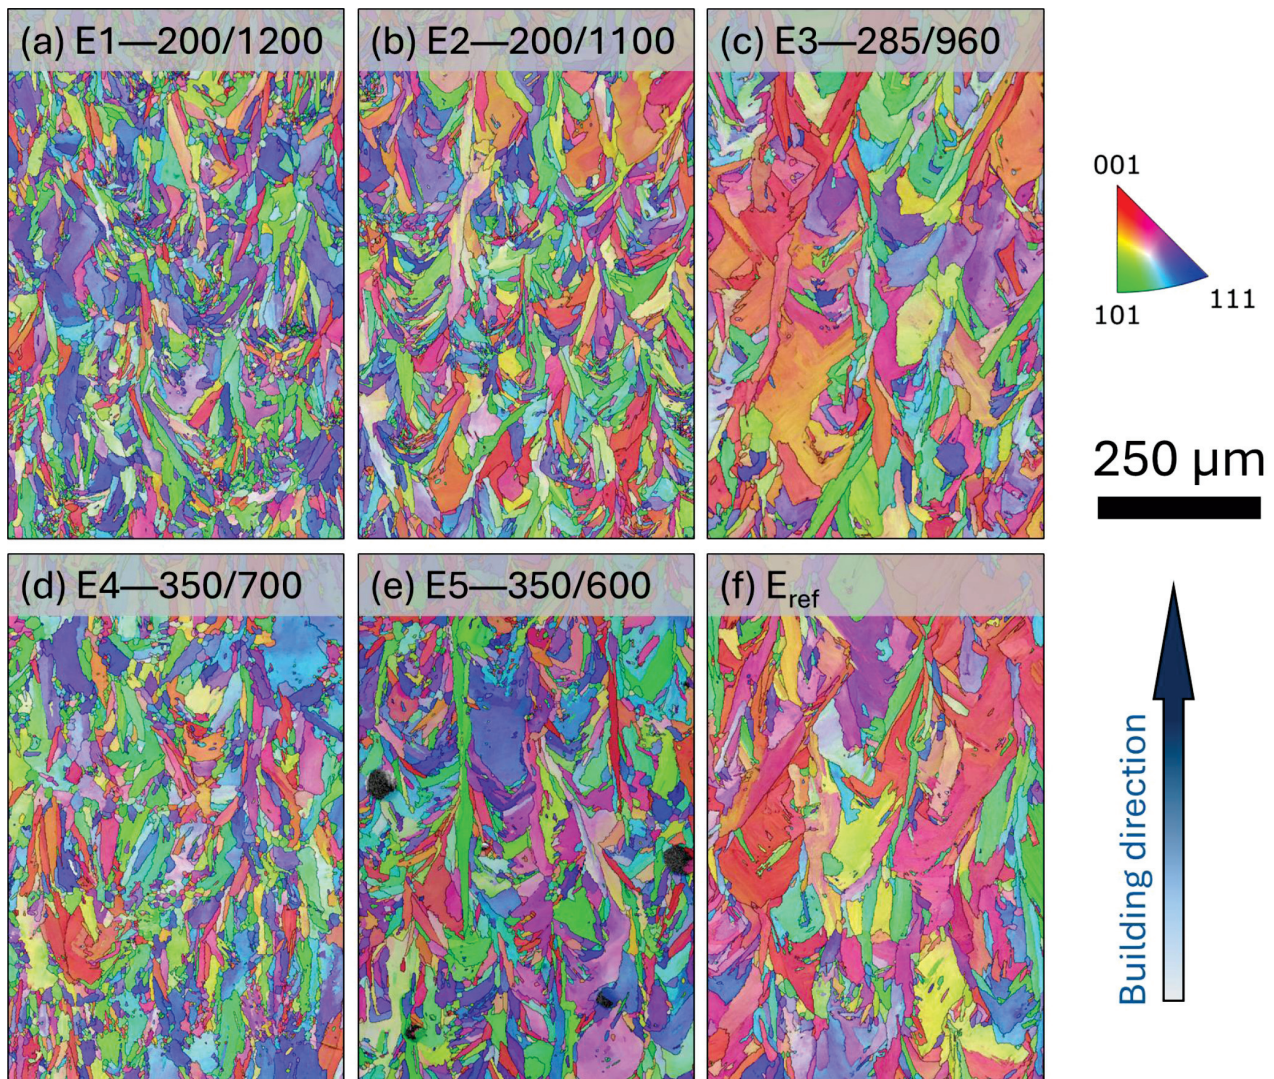 (a) E1—200/1200
(b) E2—200/1100
(c) E3—285/960
001
101
111
250 µm
(d) E4—350/700
(e) E5—350/600
(f) Eref
Building direction